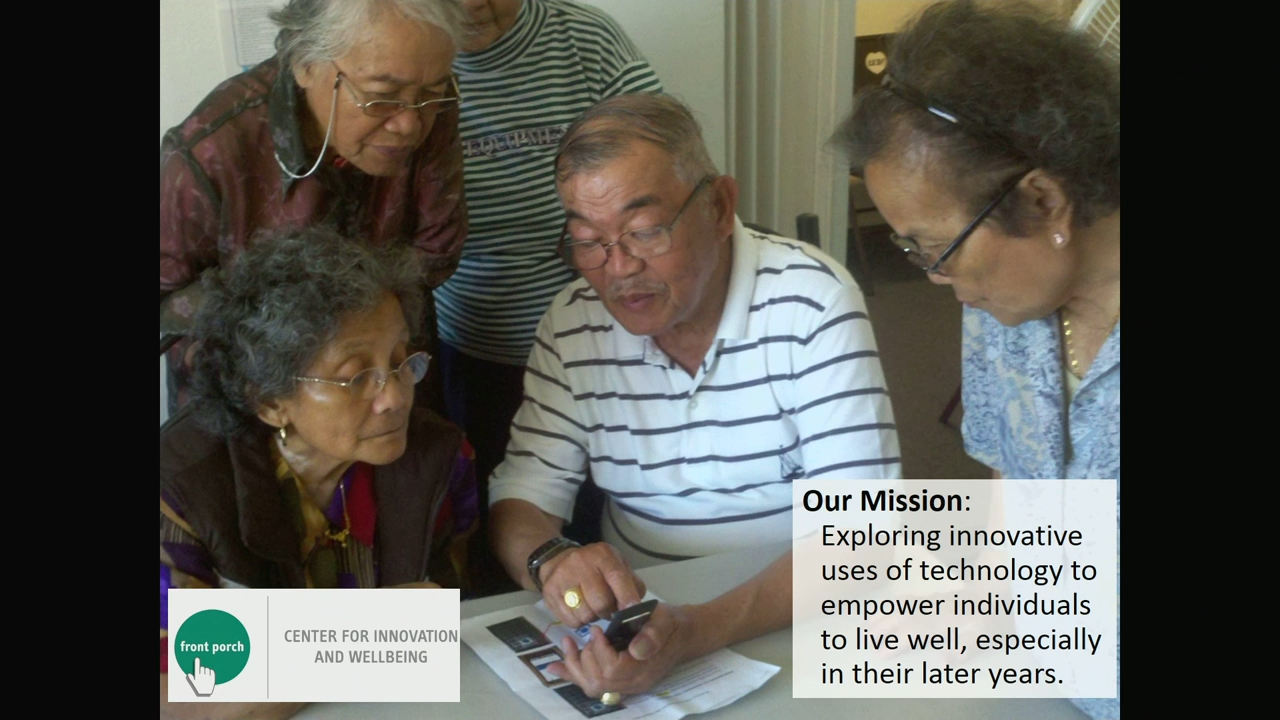 EQUIPMEN
Our Mission:
Exploring innovative
uses of technology to
empower individuals
to live well, especially
in their later years.
front porch
CENTER FOR INNOVATION
AND WELLBEING